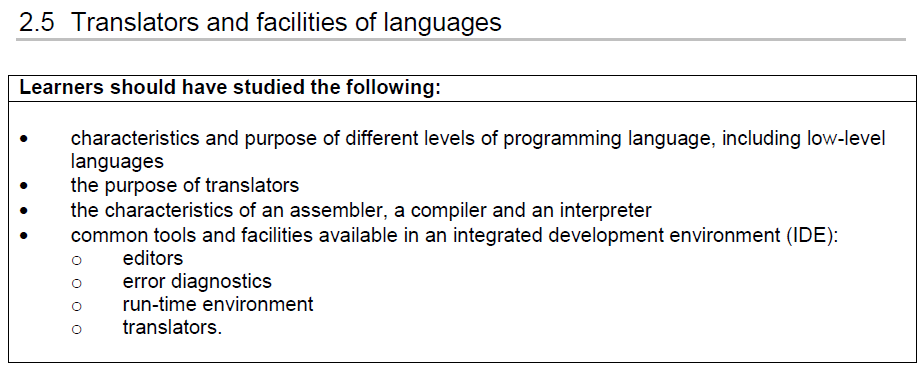 2.5 Translators and facilities of languages
Learners should have studied the following:
• characteristics and purpose of different levels of programming language, including low-level
languages
• the purpose of translators
• the characteristics of an assembler, a compiler and an interpreter
• common tools and facilities available in an integrated development environment (IDE):
o editors
o error diagnostics
o run-time environment
o translators.